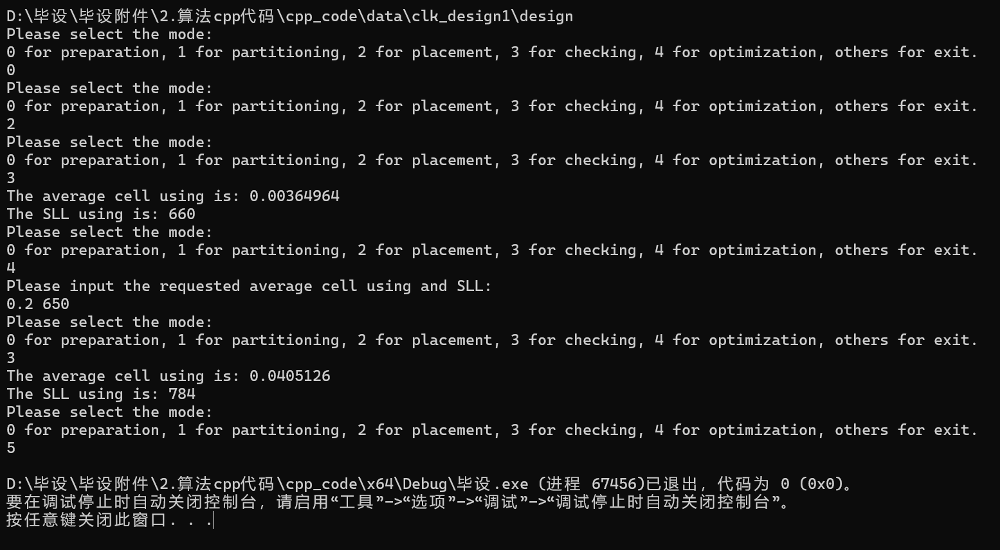 D:\毕设\毕设附件\2.算法cpp代码\cpp_code\data\clk_design1\design
Please select the mode:
0 for preparation, 1 for partitioning, 2 for placement, 3 for checking, 4 for optimization, others for exit.
0
Please select the mode:
0 for preparation, 1 for partitioning, 2 for placement, 3 for checking, 4 for optimization, others for exit.
2
Please select the mode:
0 for preparation, 1 for partitioning, 2 for placement, 3 for checking, 4 for optimization, others for exit.
3
The average cell using is: 0.00364964
The SLL using is: 660
Please select the mode:
0 for preparation, 1 for partitioning, 2 for placement, 3 for checking, 4 for optimization, others for exit.
4
Please input the requested average cell using and SLL:
0.2 650
Please select the mode:
0 for preparation, 1 for partitioning, 2 for placement, 3 for checking, 4 for optimization, others for exit.
3
The average cell using is: 0.0405126
The SLL using is: 784
Please select the mode:
0 for preparation, 1 for partitioning, 2 for placement, 3 for checking, 4 for optimization, others for exit.
5
D:\毕设\毕设附件\2.算法cpp代码\cpp_code\x64\Debug\毕设.exe (进程 67456)已退出，代码为 0 (0x0)。
要在调试停止时自动关闭控制台，请启用“工具”->“选项”->“调试”->“调试停止时自动关闭控制台”。
按任意键关闭此窗口. . .